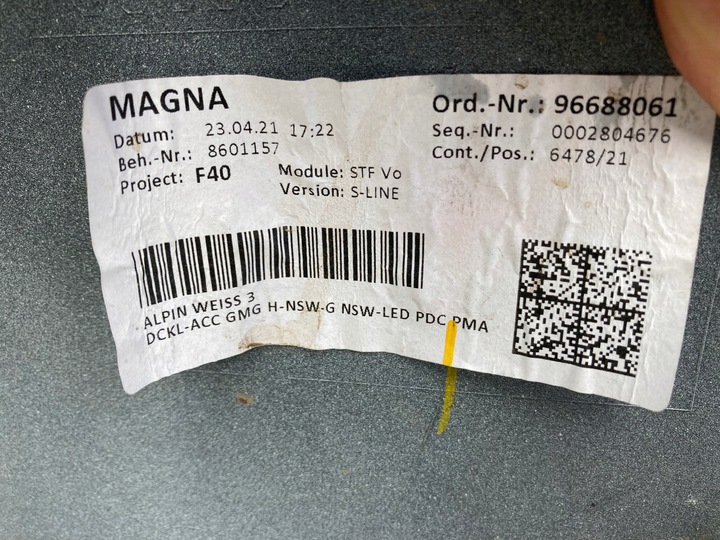 MAGNA
Datum: 23.04.21 17:22
Beh.-Nr.: 8601157
Project: F40
Module: STF Vo
Version: S-LINE
Ord.-Nr.: 96688061
Seq.-Nr.: 0002804676
Cont./Pos.: 6478/21
ALPIN WEISS 3
DCKL-ACC GMG H-NSW-G NSW-LED PDC PMA